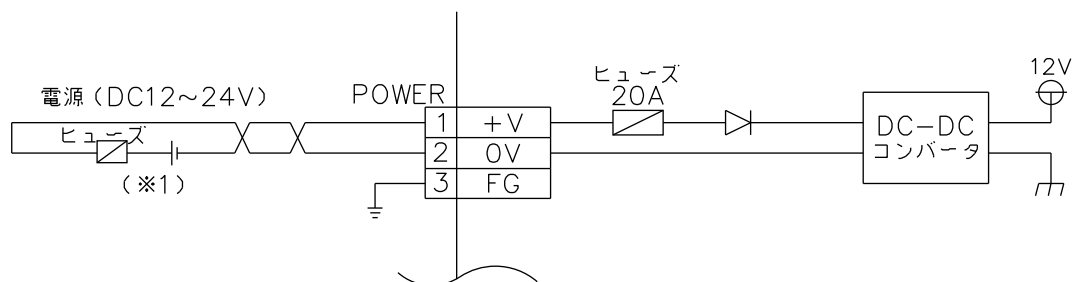 電源(DC12~24V)
ヒューズ
(※1)
POWER
1 +V
2 0V
3 FG
ヒューズ
20A
DC-DC
コンバータ
12V